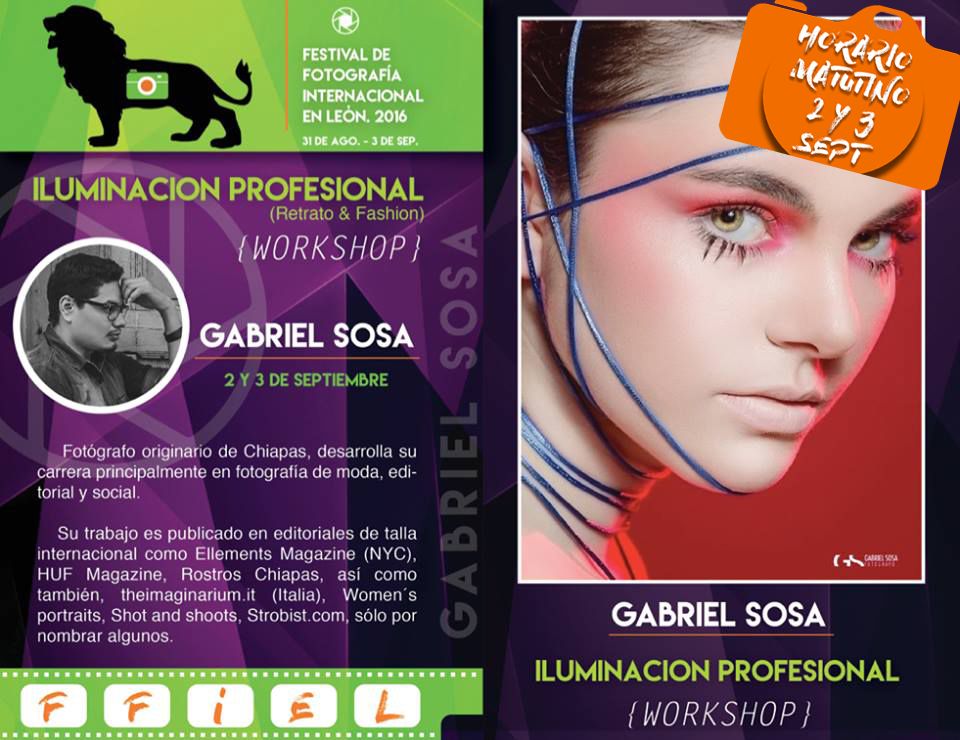 FESTIVAL DE
FOTOGRAFÍA
INTERNACIONAL
EN LEÒN, 2016
31 DE AGO. - 3 DE SEP.
ILUMINACION PROFESIONAL
(Retrato & Fashion)
{WORKSHOP}
GABRIEL SOSA
2 Y 3 DE SEPTIEMBRE
Fotógrafo originario de Chiapas, desarrolla su
carrera principalmente en fotografía de moda, edi-
torial y social.
Su trabajo es publicado en editoriales de talla
internacional como Ellements Magazine (NYC),
HUF Magazine, Rostros Chiapas, así como
también, theimaginarium.it (Italia), Women´s
portraits, Shot and shoots, Strobist.com, sólo por
nombrar algunos.
GABRIEL SOSA
F F i E L
HORARIO
MATUTINO
2 Y 3
SEPT
GABRIEL SOSA
FOTOGRAFO
GABRIEL SOSA
ILUMINACION PROFESIONAL
{WORKSHOP}